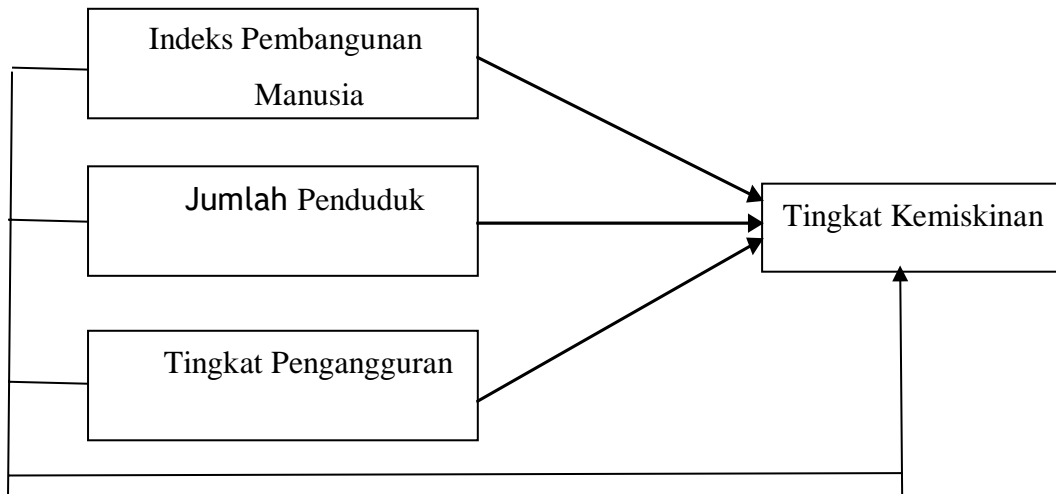 Indeks Pembangunan
Manusia
Jumlah Penduduk
Tingkat Kemiskinan
Tingkat Pengangguran